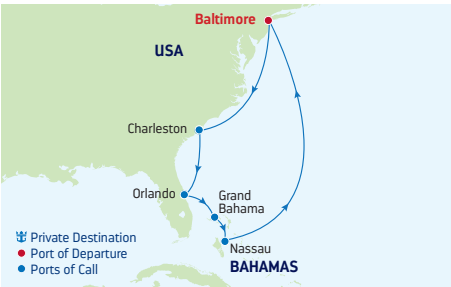 Baltimore
USA
Charleston
Orlando
Grand
Bahama
Nassau
BAHAMAS
Private Destination
Port of Departure
Ports of Call